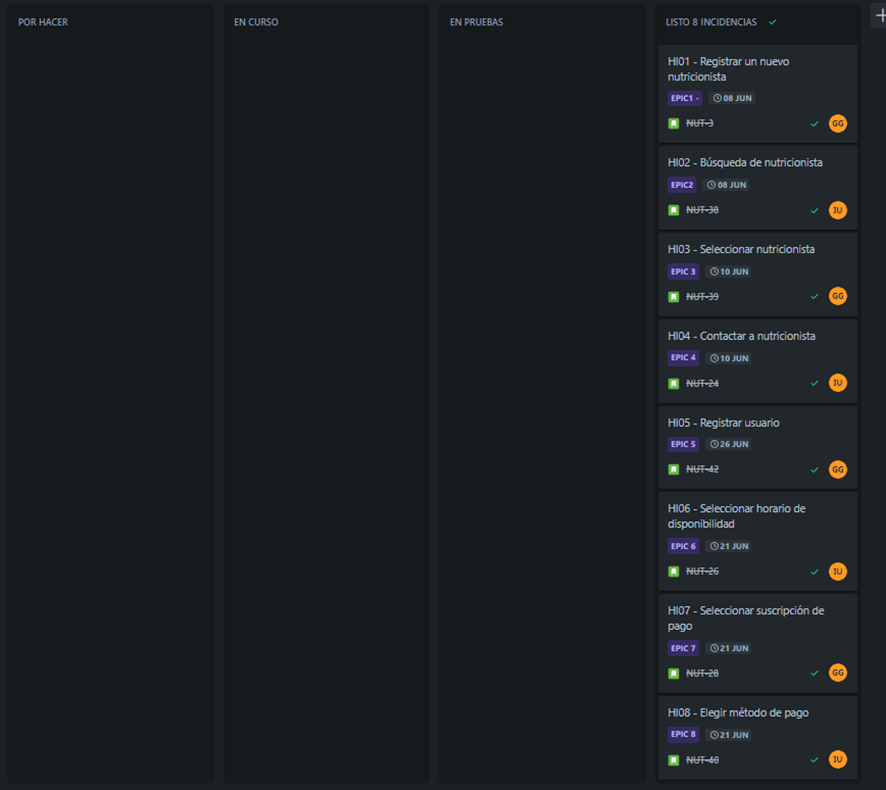 POR HACER
EN CURSO
EN PRUEBAS
LISTO 8 INCIDENCIAS
HI01 - Registrar un nuevo
nutricionista
EPIC1 -
08 JUN
NUT-3
GG
HI02 - Búsqueda de nutricionista
EPIC2
08 JUN
NUT-38
IU
HI03 - Seleccionar nutricionista
EPIC 3
10 JUN
NUT-39
GG
HI04 - Contactar a nutricionista
EPIC 4
10 JUN
NUT-24
IU
HI05 - Registrar usuario
EPIC 5
26 JUN
NUT-42
GG
HI06 - Seleccionar horario de
disponibilidad
EPIC 6
21 JUN
NUT-26
IU
HI07 - Seleccionar suscripción de
pago
EPIC 7
21 JUN
NUT-28
GG
HI08 - Elegir método de pago
EPIC 8
21 JUN
NUT-48
IU